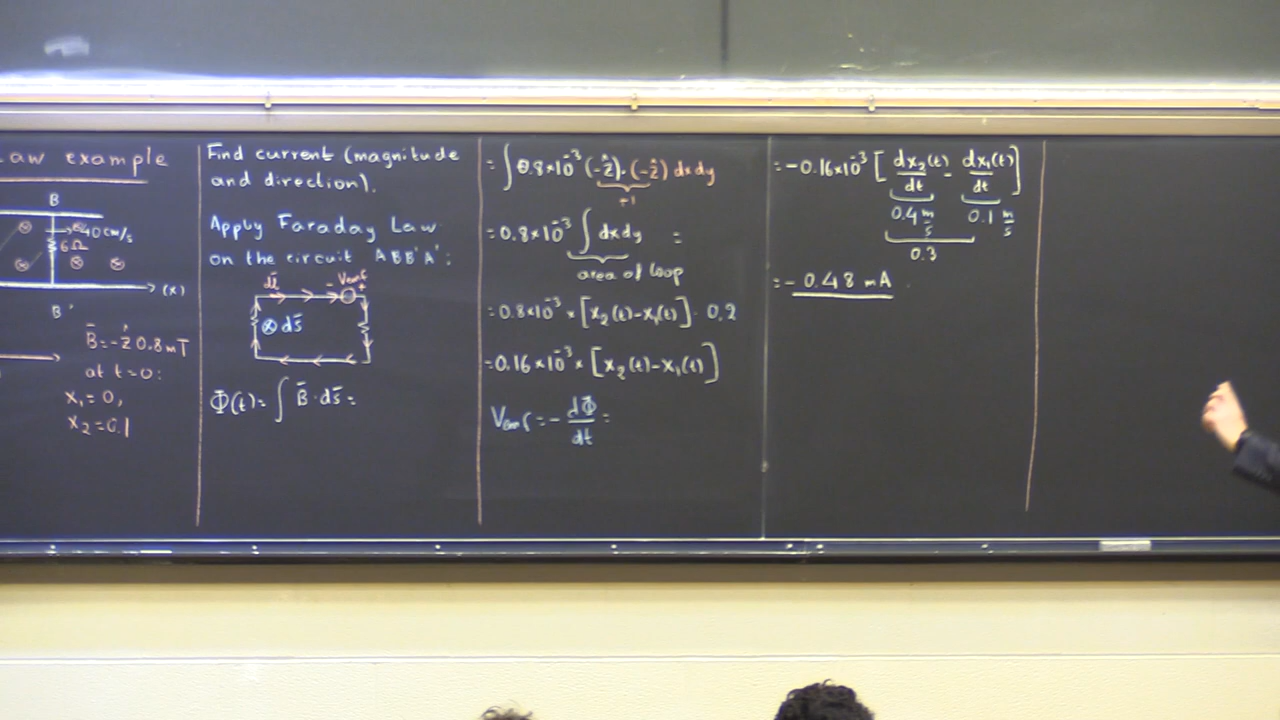 aw example
B
40 cm/s
6Ω
(x)
B'
B̄ = -ẑ 0.8 mT
at t=0:
x₁ = 0,
x₂ = 0.1
Find current (magnitude
and direction).
Apply Faraday Law
on the circuit ABB'A':
dl̄ - Vemf +
⊗ ds̄
Φ(t) = ∫ B̄ · ds̄ =
= ∫ 0.8×10⁻³ (-ẑ) · (-ẑ) dxdy
+1
= 0.8×10⁻³ ∫ dxdy =
area of loop
= 0.8×10⁻³ × [x₂(t) - x₁(t)] · 0.2
= 0.16×10⁻³ × [x₂(t) - x₁(t)]
Vemf = - dΦ/dt =
= -0.16×10⁻³ [dx₂(t)/dt - dx₁(t)/dt]
0.4 m/s 0.1 m/s
0.3
= - 0.48 mA